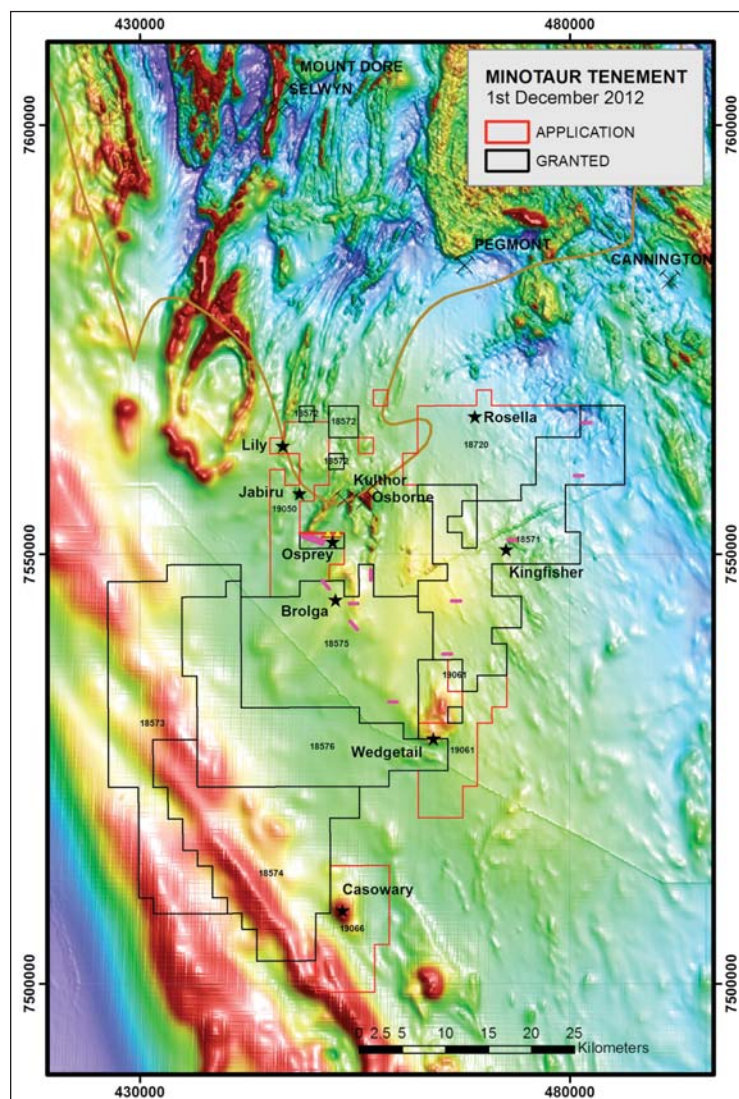 430000 480000
MOUNT DORE
SELWYN
MINOTAUR TENEMENT
1st December 2012
APPLICATION
GRANTED
7600000 7600000
PEGMONT
CANNINGTON
18572
18572
Rosella
18720
Lily
18572
Kulthor
Jabiru
Osborne
19050
18571
Osprey
7550000 7550000
Kingfisher
Brolga
18575
19061
18573
18576
Wedgetail
19061
18574
Casowary
19066
7500000 7500000
0 2.5 5 10 15 20 25
Kilometers
430000 480000